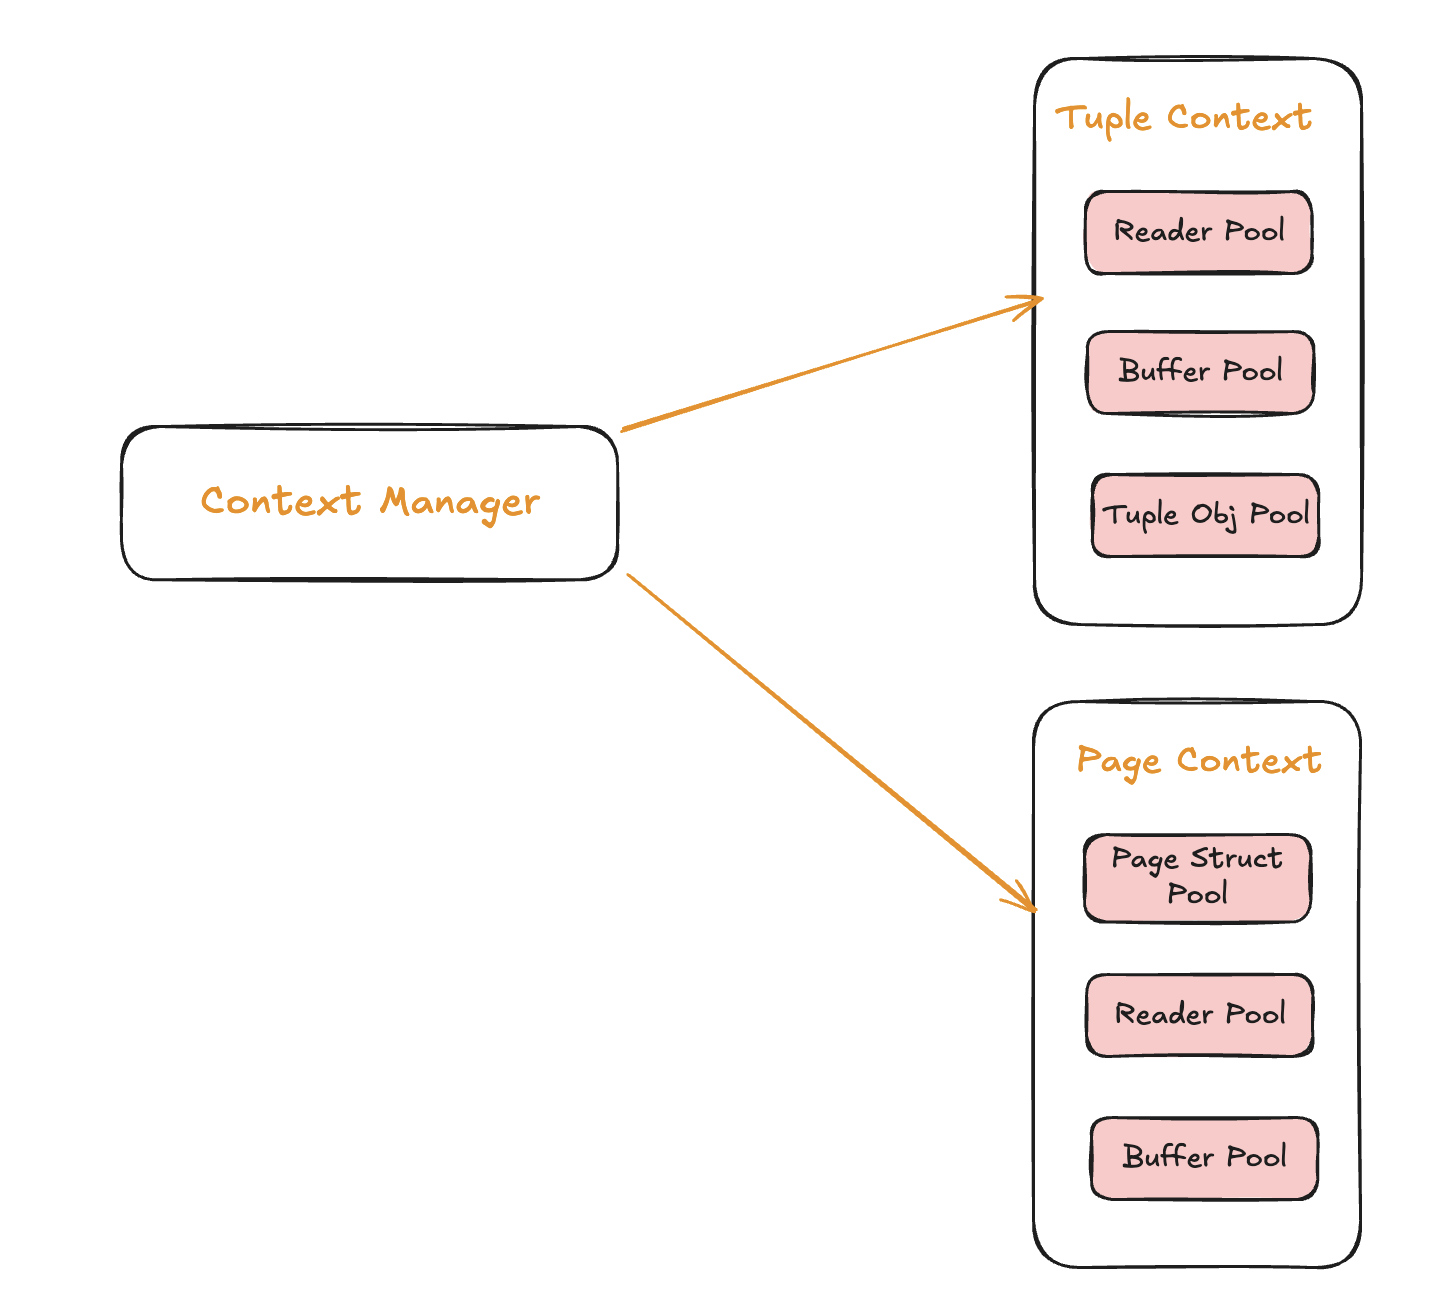 Context Manager
Tuple Context
Reader Pool
Buffer Pool
Tuple Obj Pool
Page Context
Page Struct
Pool
Reader Pool
Buffer Pool